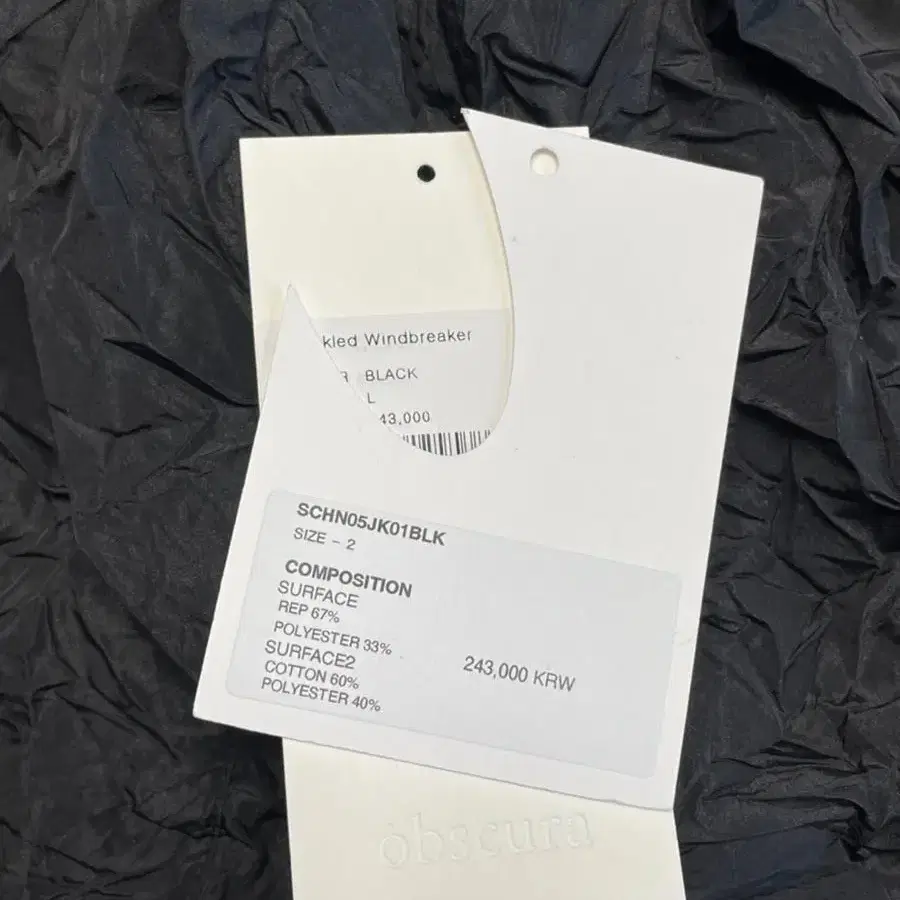 kled Windbreaker
R BLACK
L
43,000
SCHN05JK01BLK
SIZE - 2
COMPOSITION
SURFACE
REP 67%
POLYESTER 33%
SURFACE2
COTTON 60%
POLYESTER 40%
243,000 KRW
obscura